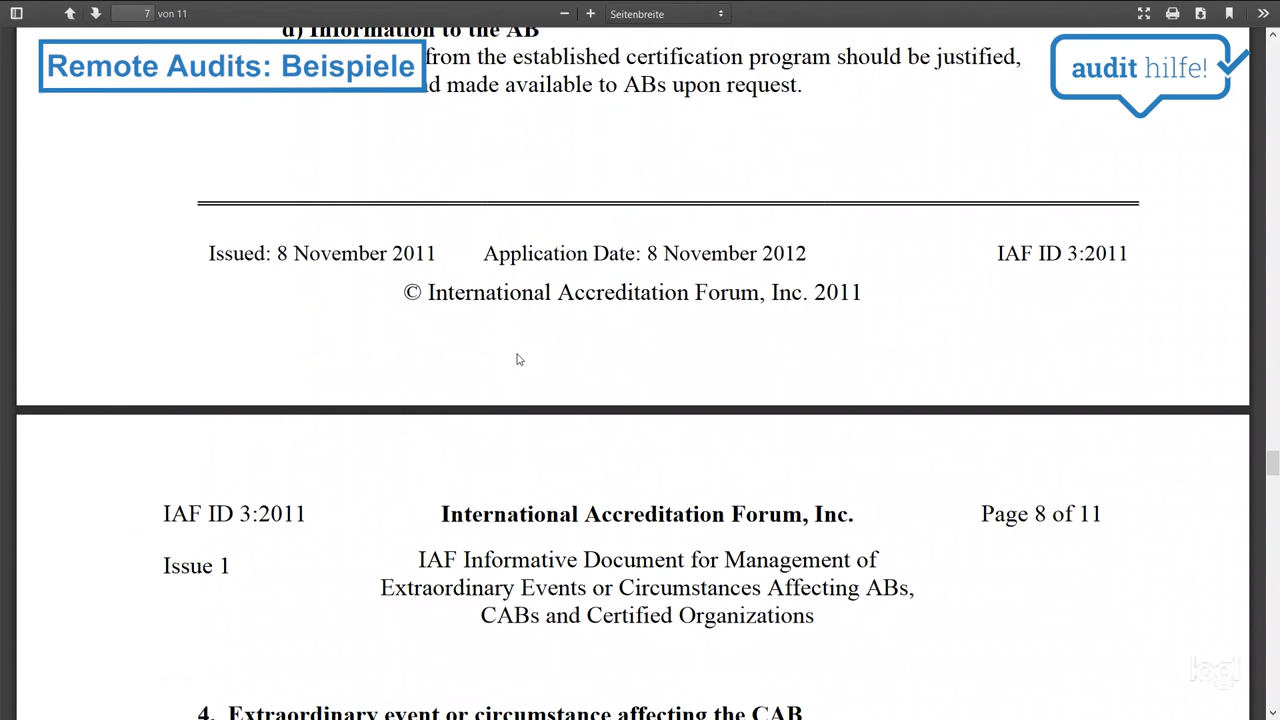 7 von 11
Seitenbreite
d) Information to the AB
Remote Audits: Beispiele
from the established certification program should be justified,
audit hilfe!
d made available to ABs upon request.
Issued: 8 November 2011 Application Date: 8 November 2012 IAF ID 3:2011
© International Accreditation Forum, Inc. 2011
IAF ID 3:2011 International Accreditation Forum, Inc. Page 8 of 11
Issue 1
IAF Informative Document for Management of
Extraordinary Events or Circumstances Affecting ABs,
CABs and Certified Organizations
logi
4. Extraordinary event or circumstance affecting the CAB